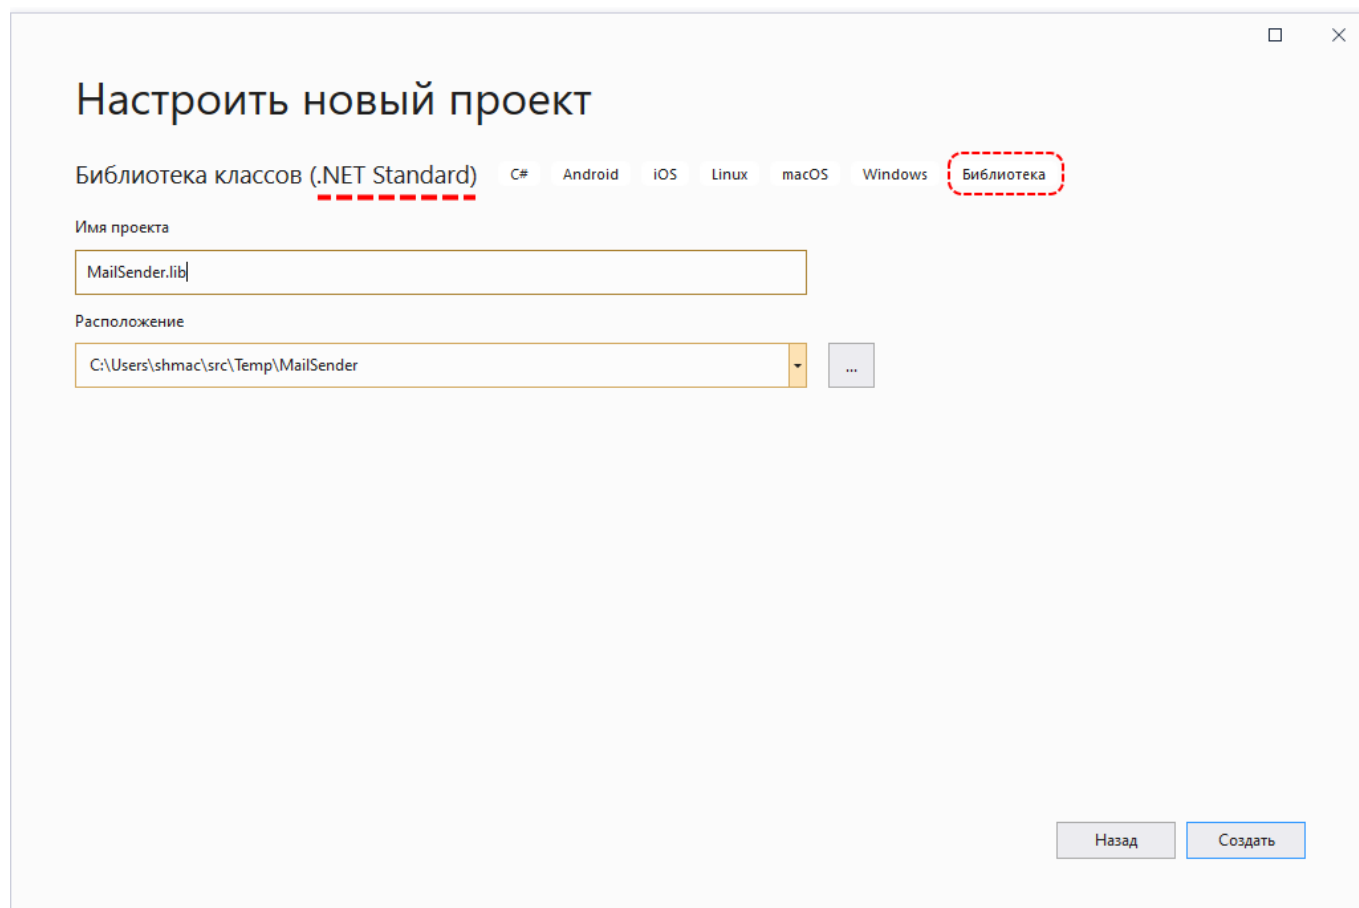 Настроить новый проект
Библиотека классов (.NET Standard) C# Android iOS Linux macOS Windows Библиотека
Имя проекта
MailSender.lib
Расположение
C:\Users\shmac\src\Temp\MailSender
...
Назад Создать